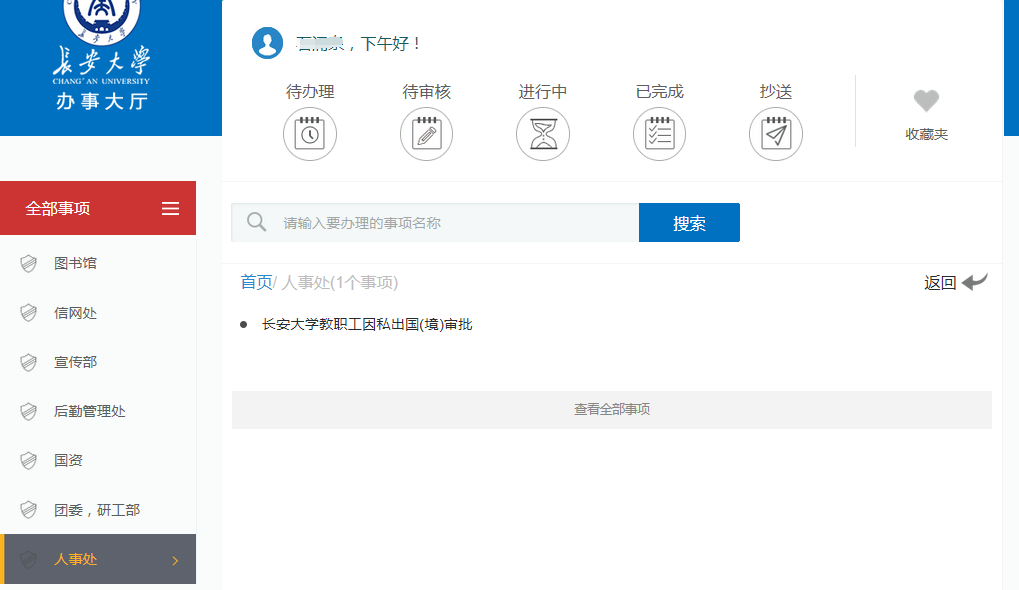 长安大学
CHANG'AN UNIVERSITY
办事大厅
，下午好！
待办理
待审核
进行中
已完成
抄送
收藏夹
全部事项
请输入要办理的事项名称
搜索
首页/ 人事处(1个事项)
返回
长安大学教职工因私出国(境)审批
查看全部事项
图书馆
信网处
宣传部
后勤管理处
国资
团委，研工部
人事处